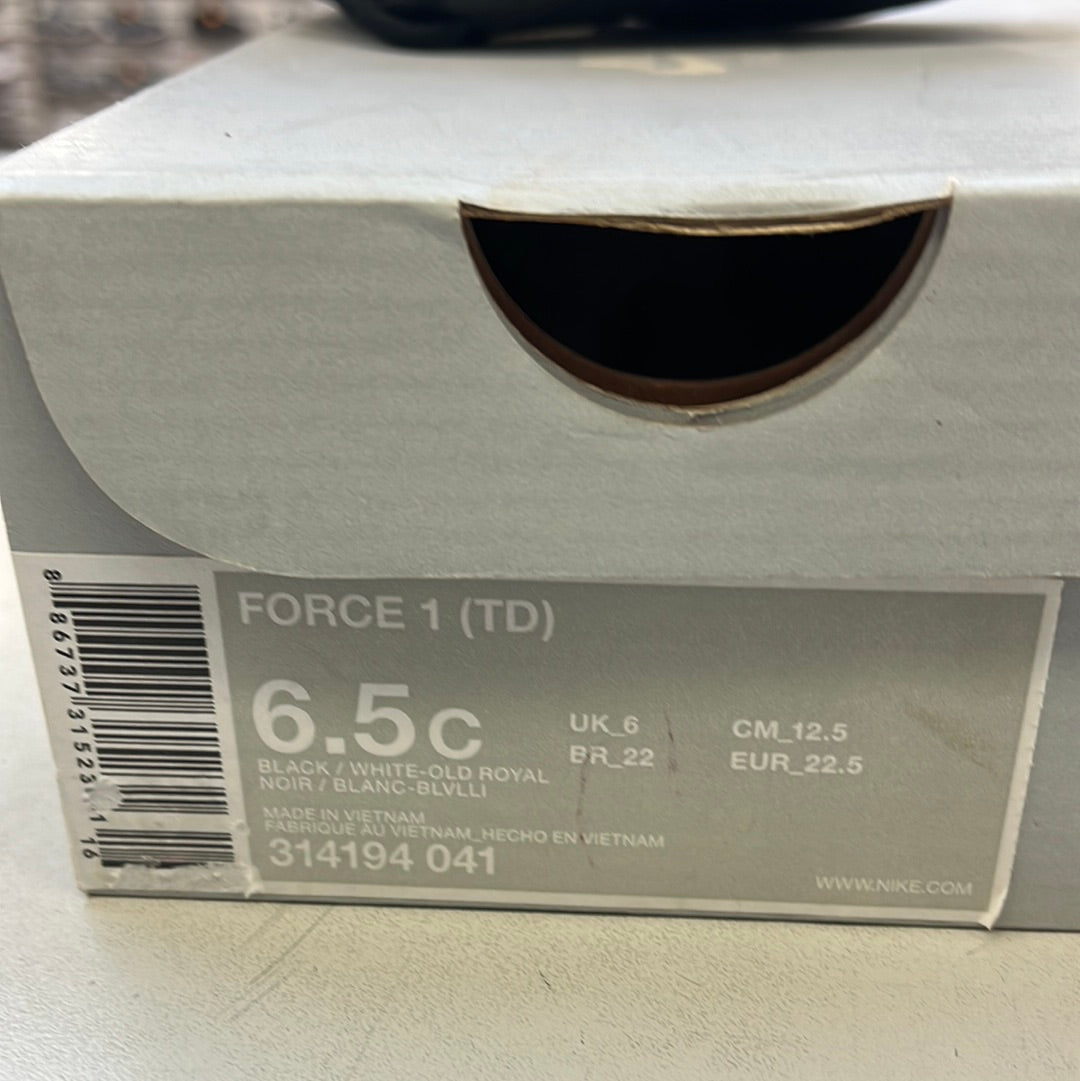 FORCE 1 (TD)
6.5C
UK_6
CM_12.5
BR_22
EUR_22.5
BLACK / WHITE-OLD ROYAL
NOIR / BLANC-BLVLLI
MADE IN VIETNAM
FABRIQUE AU VIETNAM_HECHO EN VIETNAM
314194 041
WWW.NIKE.COM